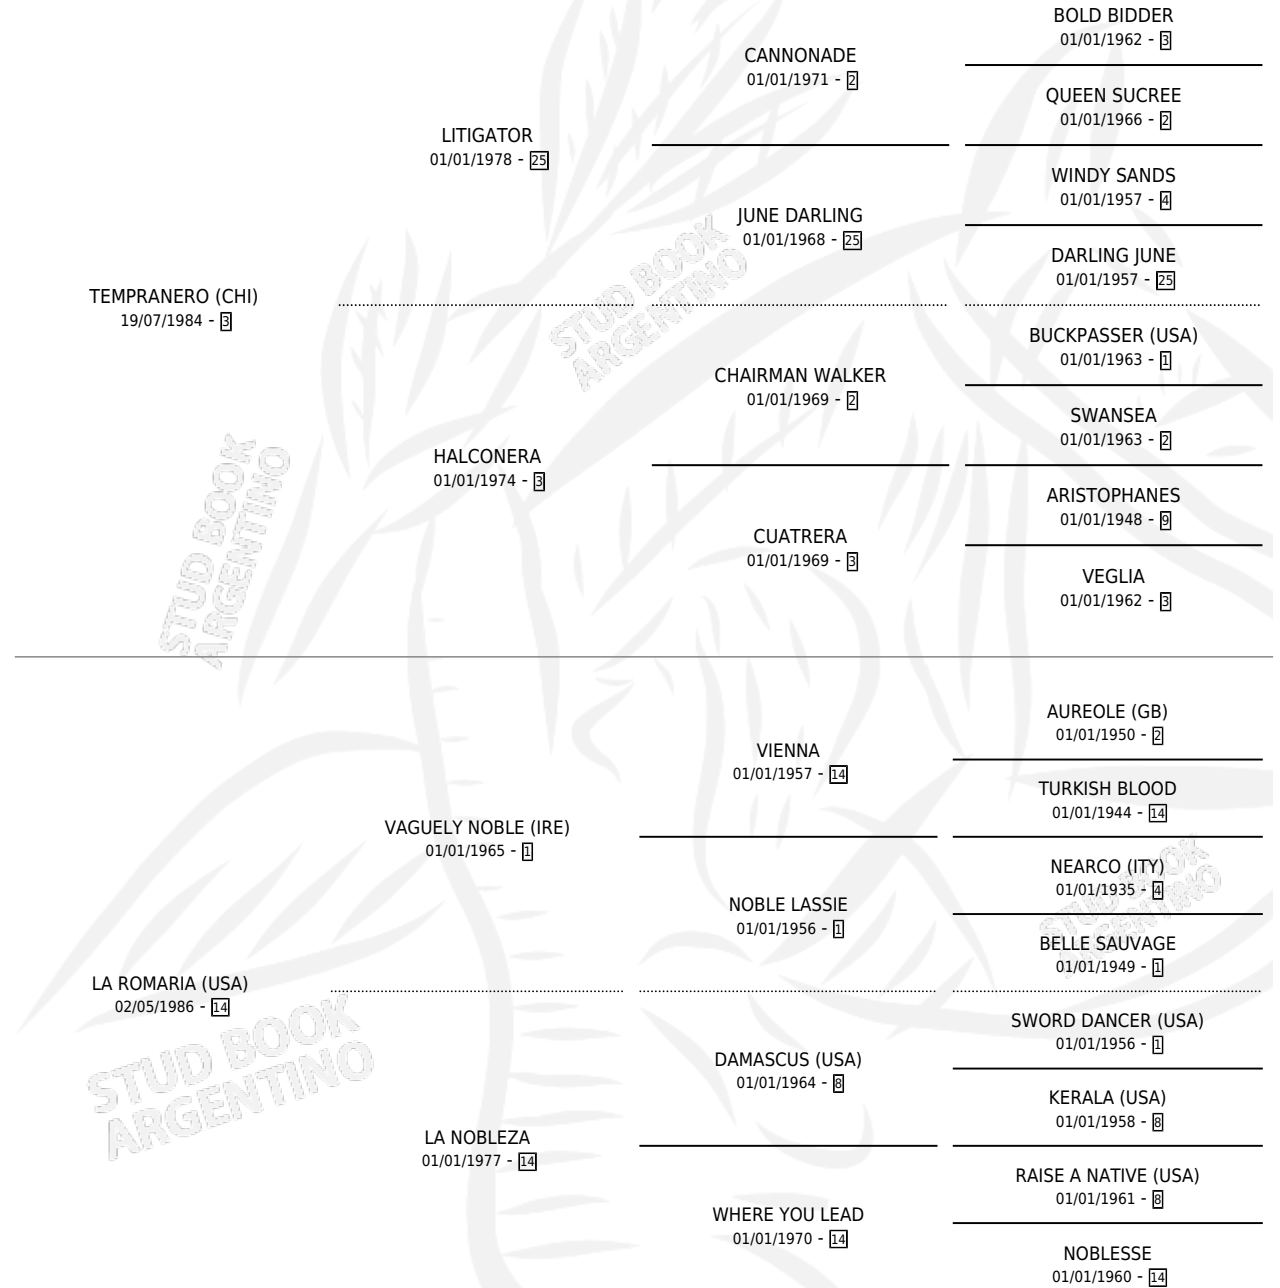 BOLD BIDDER
01/01/1962 - 3
CANNONADE
01/01/1971 - 2
QUEEN SUCREE
01/01/1966 - 2
LITIGATOR
01/01/1978 - 25
WINDY SANDS
01/01/1957 - 4
JUNE DARLING
01/01/1968 - 25
DARLING JUNE
01/01/1957 - 25
TEMPRANERO (CHI)
19/07/1984 - 3
BUCKPASSER (USA)
01/01/1963 - 1
CHAIRMAN WALKER
01/01/1969 - 2
SWANSEA
01/01/1963 - 2
HALCONERA
01/01/1974 - 3
ARISTOPHANES
01/01/1948 - 9
CUATRERA
01/01/1969 - 3
VEGLIA
01/01/1962 - 3
AUREOLE (GB)
01/01/1950 - 2
VIENNA
01/01/1957 - 14
TURKISH BLOOD
01/01/1944 - 14
VAGUELY NOBLE (IRE)
01/01/1965 - 1
NEARCO (ITY)
01/01/1935 - 4
NOBLE LASSIE
01/01/1956 - 1
BELLE SAUVAGE
01/01/1949 - 1
LA ROMARIA (USA)
02/05/1986 - 14
SWORD DANCER (USA)
01/01/1956 - 1
DAMASCUS (USA)
01/01/1964 - 8
KERALA (USA)
01/01/1958 - 8
LA NOBLEZA
01/01/1977 - 14
RAISE A NATIVE (USA)
01/01/1961 - 8
WHERE YOU LEAD
01/01/1970 - 14
NOBLESSE
01/01/1960 - 14
STUD BOOK
ARGENTINO
STUD BOOK
ARGENTINO
STUD BOOK
ARGENTINO
STUD BOOK
ARGENTINO